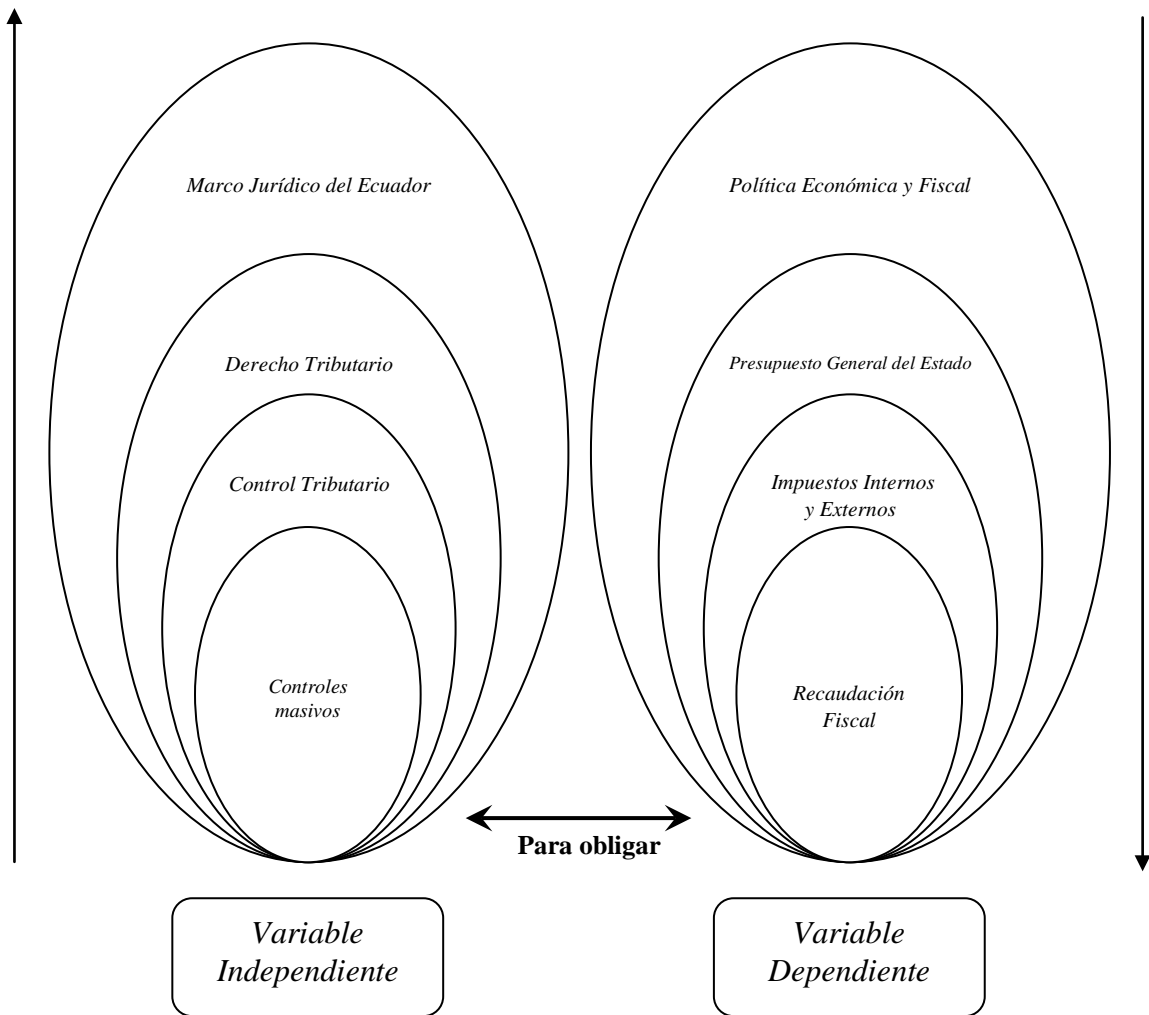 Marco Jurídico del Ecuador
Derecho Tributario
Control Tributario
Controles
masivos
Política Económica y Fiscal
Presupuesto General del Estado
Impuestos Internos
y Externos
Recaudación
Fiscal
Para obligar
Variable
Independiente
Variable
Dependiente